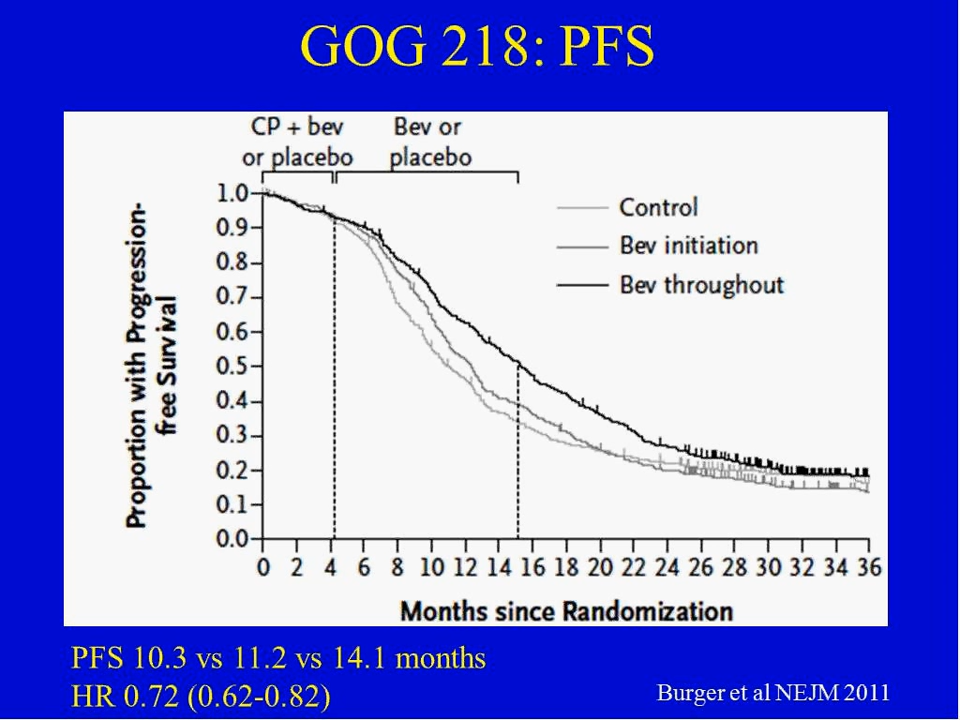 GOG 218: PFS
CP + bev
or placebo
Bev or
placebo
Control
Bev initiation
Bev throughout
Proportion with Progression-
free Survival
1.0
0.9
0.8
0.7
0.6
0.5
0.4
0.3
0.2
0.1
0.0
0 2 4 6 8 10 12 14 16 18 20 22 24 26 28 30 32 34 36
Months since Randomization
PFS 10.3 vs 11.2 vs 14.1 months
HR 0.72 (0.62-0.82)
Burger et al NEJM 2011